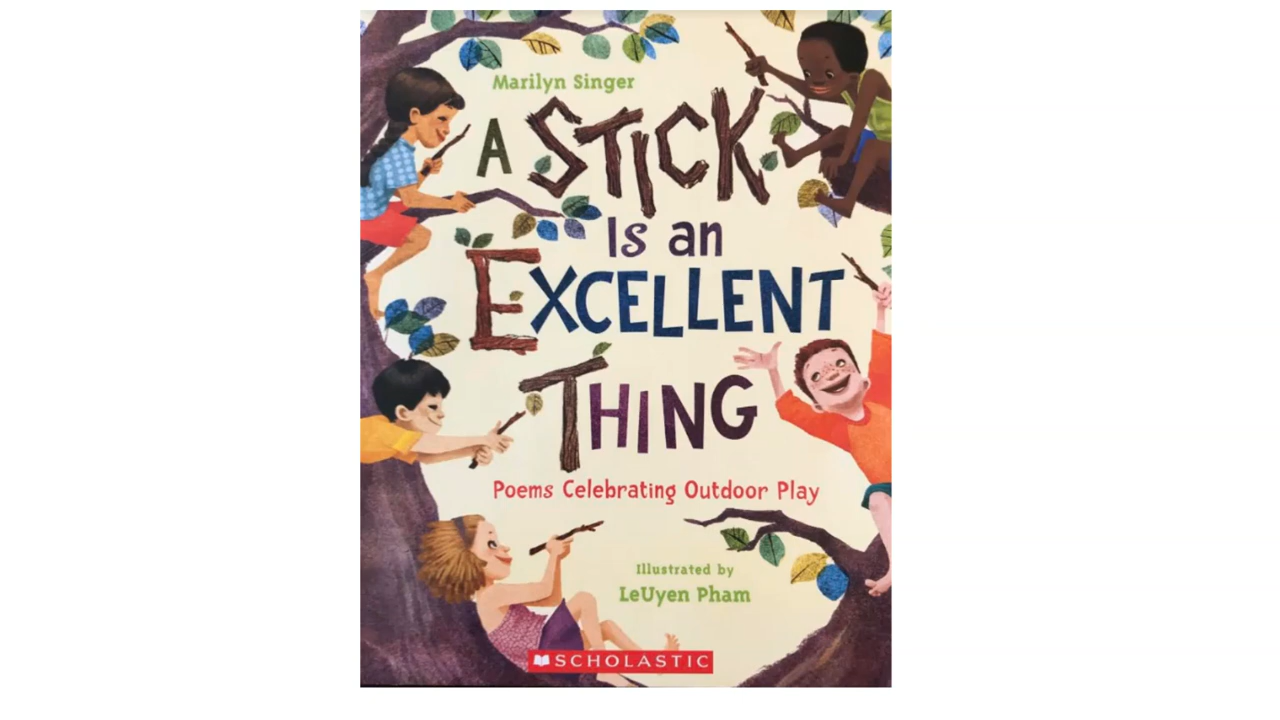 Marilyn Singer
A STICK
Is an
EXCELLENT
THING
Poems Celebrating Outdoor Play
Illustrated by
LeUyen Pham
SCHOLASTIC